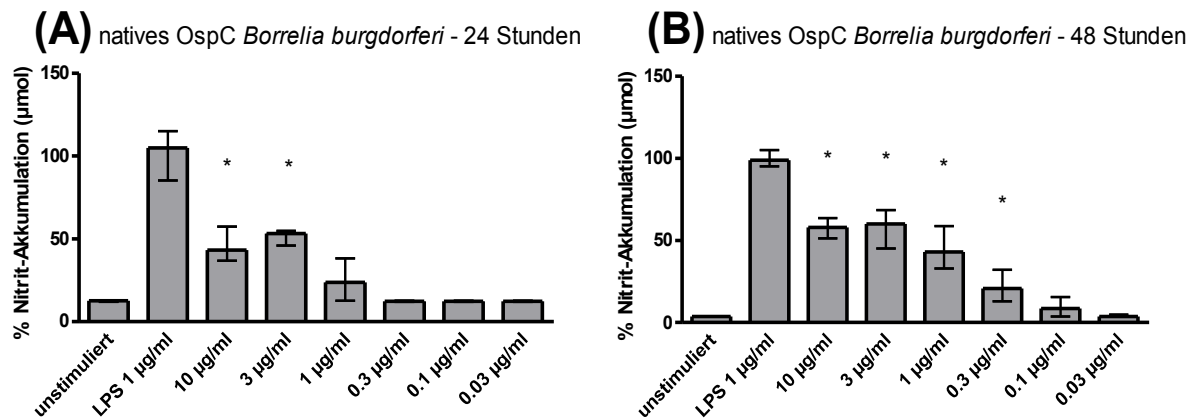 (A) natives OspC Borrelia burgdorferi - 24 Stunden
% Nitrit-Akkumulation (µmol)
150
100
50
0
* *
unstimuliert
LPS 1 µg/ml
10 µg/ml
3 µg/ml
1 µg/ml
0.3 µg/ml
0.1 µg/ml
0.03 µg/ml
(B) natives OspC Borrelia burgdorferi - 48 Stunden
% Nitrit-Akkumulation (µmol)
150
100
50
0
* * * *
unstimuliert
LPS 1 µg/ml
10 µg/ml
3 µg/ml
1 µg/ml
0.3 µg/ml
0.1 µg/ml
0.03 µg/ml